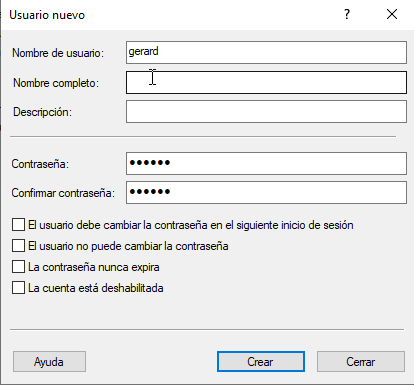 Usuario nuevo
?
Nombre de usuario: gerard
Nombre completo:
Descripción:
Contraseña: ●●●●●●
Confirmar contraseña: ●●●●●●
El usuario debe cambiar la contraseña en el siguiente inicio de sesión
El usuario no puede cambiar la contraseña
La contraseña nunca expira
La cuenta está deshabilitada
Ayuda Crear Cerrar